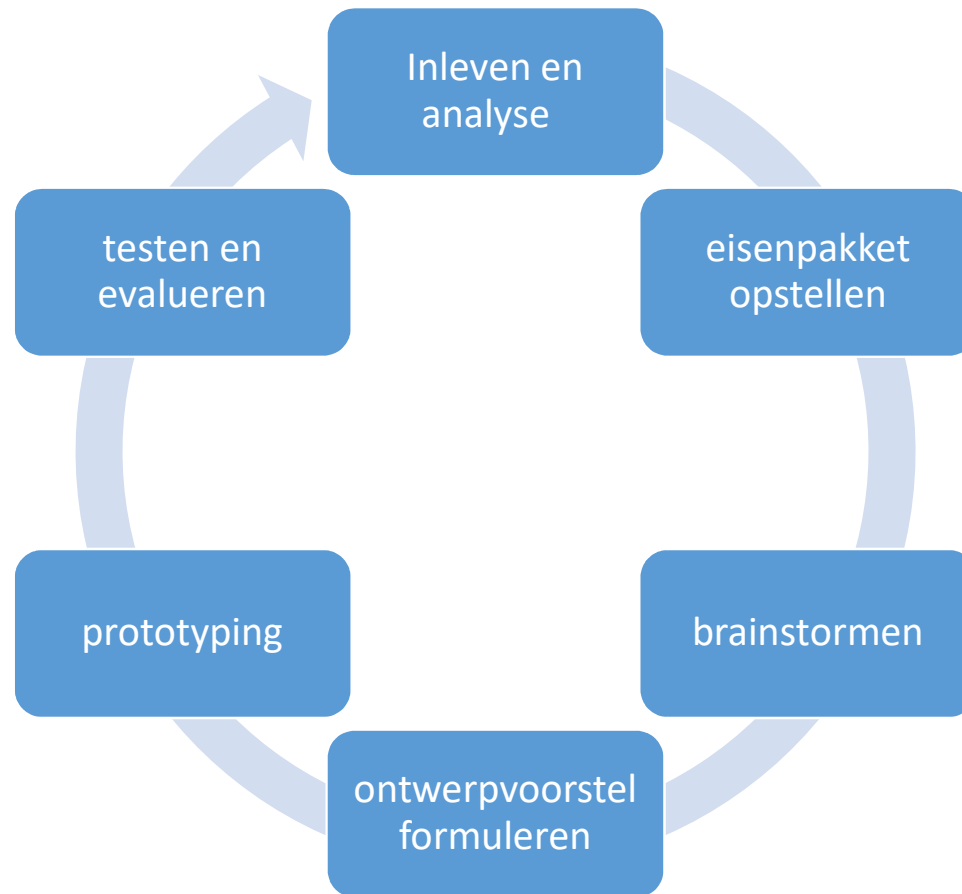 Inleven en
analyse
eisenpakket
opstellen
brainstormen
ontwerpvoorstel
formuleren
prototyping
testen en
evalueren